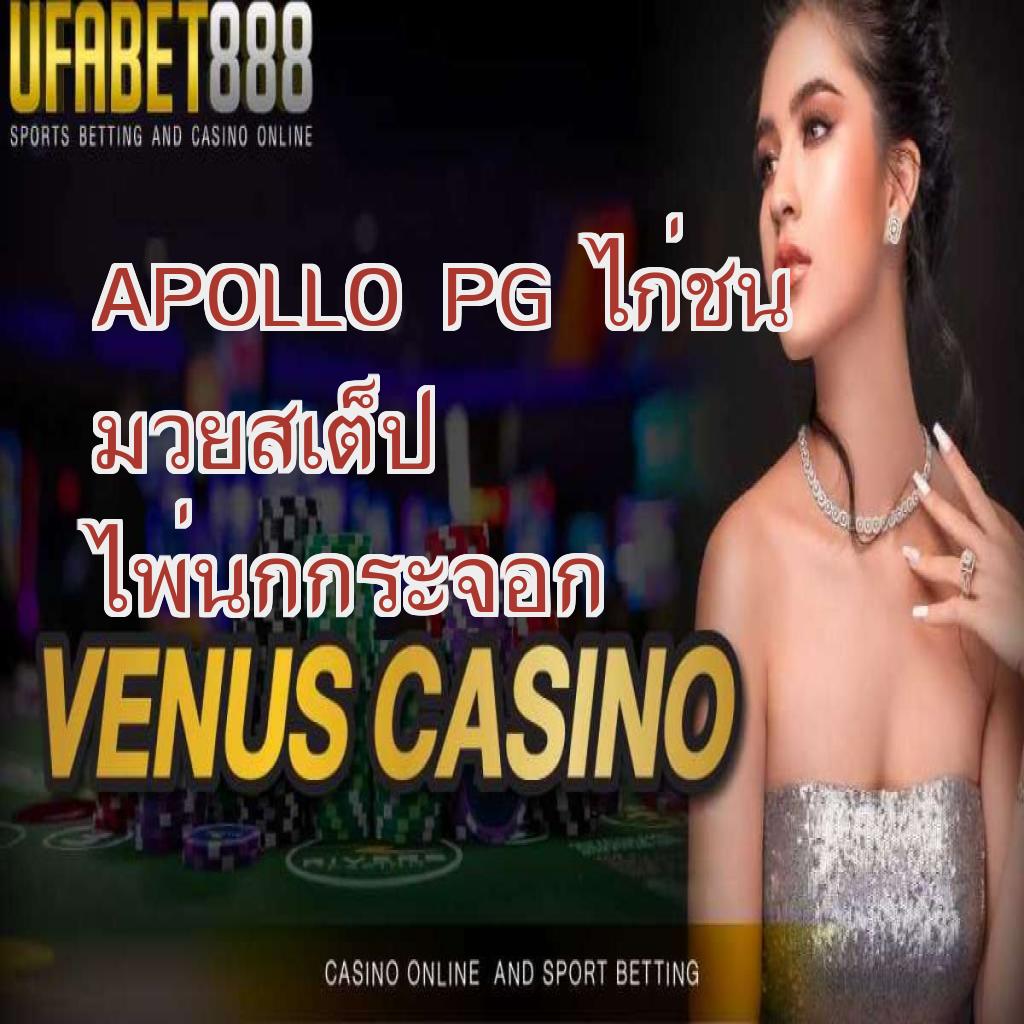 UFABET888
SPORTS BETTING AND CASINO ONLINE
APOLLO PG ไก่ชน
มวยสเต็ป
ไพ่นกกระจอก
VENUS CASINO
CASINO ONLINE AND SPORT BETTING